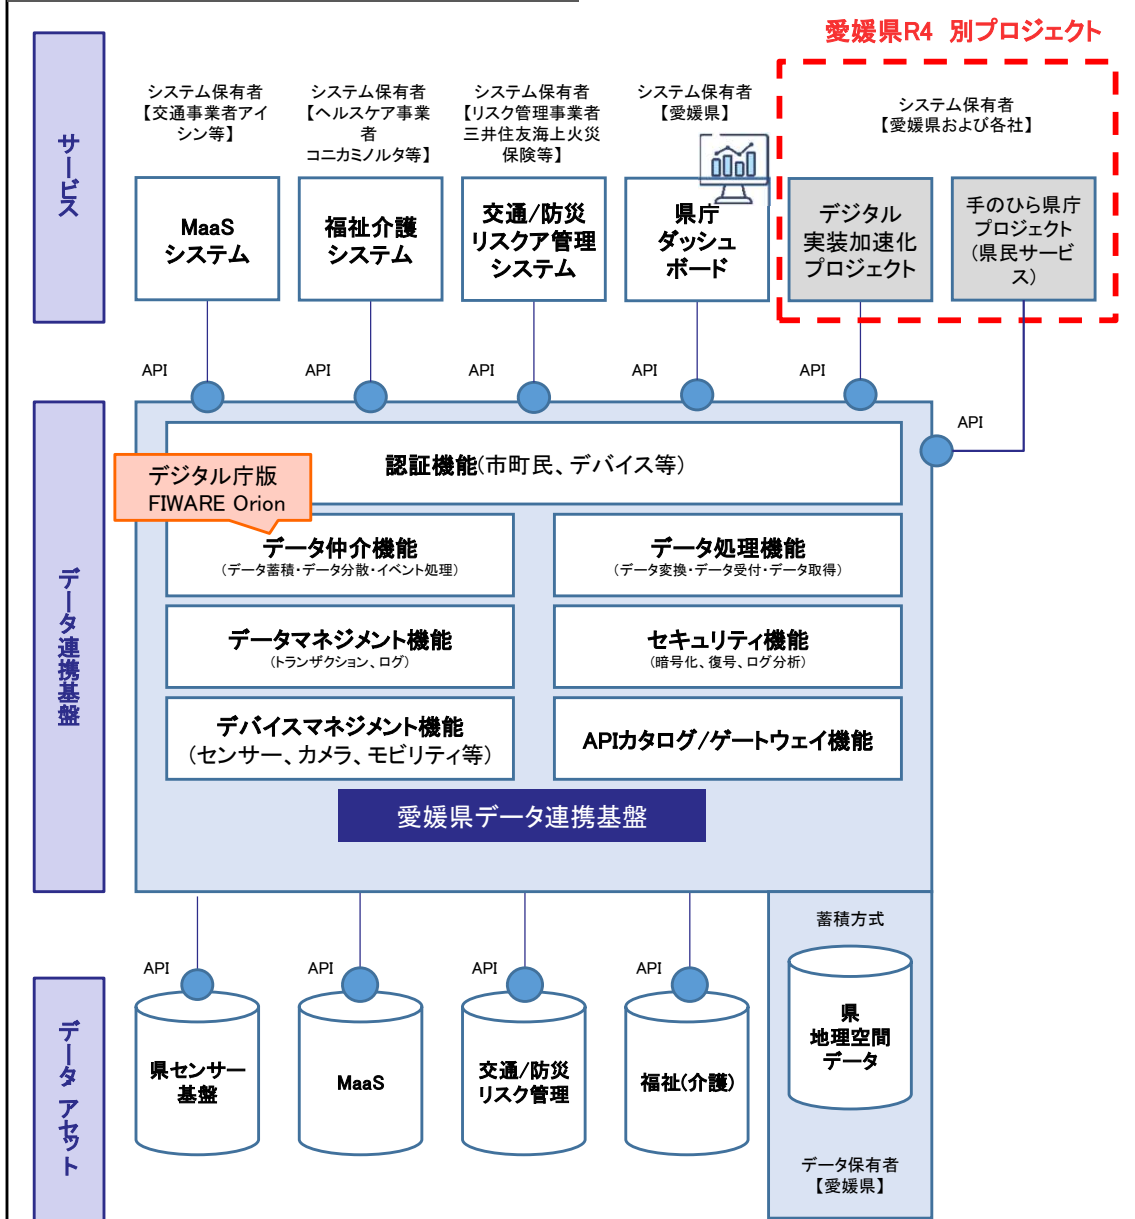 愛媛県R4 別プロジェクト
サービス
システム保有者
【交通事業者アイ
シン等】
システム保有者
【ヘルスケア事業
者
コニカミノルタ等】
システム保有者
【リスク管理事業者
三井住友海上火災
保険等】
システム保有者
【愛媛県】
システム保有者
【愛媛県および各社】
MaaS
システム
福祉介護
システム
交通/防災
リスクア管理
システム
県庁
ダッシュ
ボード
デジタル
実装加速化
プロジェクト
手のひら県庁
プロジェクト
(県民サービ
ス)
API
API
API
API
API
API
データ連携基盤
認証機能(市町民、デバイス等)
デジタル庁版
FIWARE Orion
データ仲介機能
(データ蓄積・データ分散・イベント処理)
データ処理機能
(データ変換・データ受付・データ取得)
データマネジメント機能
(トランザクション、ログ)
セキュリティ機能
(暗号化、復号、ログ分析)
デバイスマネジメント機能
(センサー、カメラ、モビリティ等)
APIカタログ/ゲートウェイ機能
愛媛県データ連携基盤
データ アセット
API
API
API
API
県センサー
基盤
MaaS
交通/防災
リスク管理
福祉(介護)
蓄積方式
県
地理空間
データ
データ保有者
【愛媛県】